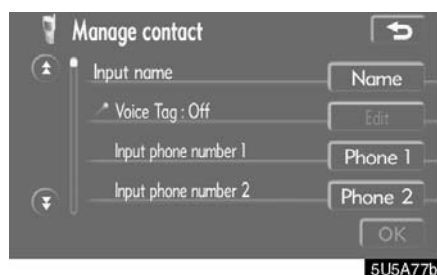 Manage contact
Input name
Name
Voice Tag : Off
Edit
Input phone number 1
Phone 1
Input phone number 2
Phone 2
OK
5U5A77b